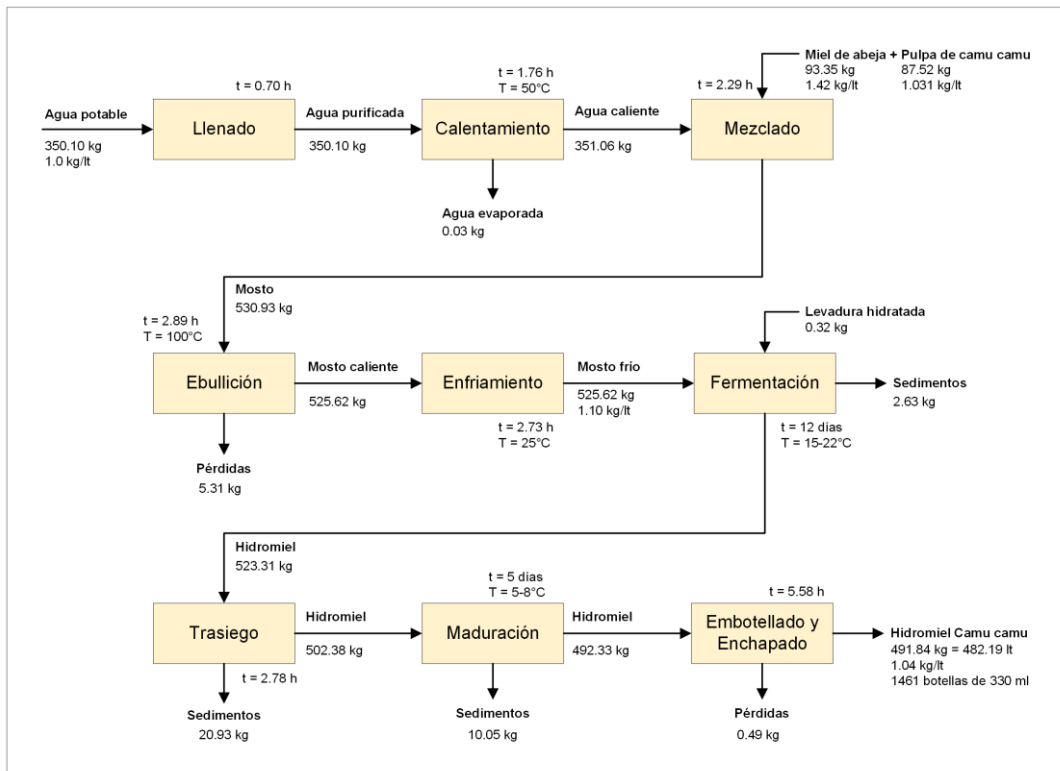 Miel de abeja + Pulpa de camu camu
93.35 kg 87.52 kg
1.42 kg/lt 1.031 kg/lt
t = 0.70 h
t = 1.76 h
T = 50°C
t = 2.29 h
Agua potable
350.10 kg
1.0 kg/lt
Llenado
Agua purificada
350.10 kg
Calentamiento
Agua caliente
351.06 kg
Mezclado
Agua evaporada
0.03 kg
Mosto
530.93 kg
t = 2.89 h
T = 100°C
Levadura hidratada
0.32 kg
Ebullición
Mosto caliente
525.62 kg
Enfriamiento
Mosto frío
525.62 kg
1.10 kg/lt
Fermentación
Sedimentos
2.63 kg
t = 2.73 h
T = 25°C
t = 12 días
T = 15-22°C
Pérdidas
5.31 kg
Hidromiel
523.31 kg
t = 5 días
T = 5-8°C
t = 5.58 h
Trasiego
Hidromiel
502.38 kg
Maduración
Hidromiel
492.33 kg
Embotellado y
Enchapado
Hidromiel Camu camu
491.84 kg = 482.19 lt
1.04 kg/lt
1461 botellas de 330 ml
t = 2.78 h
Sedimentos
20.93 kg
Sedimentos
10.05 kg
Pérdidas
0.49 kg